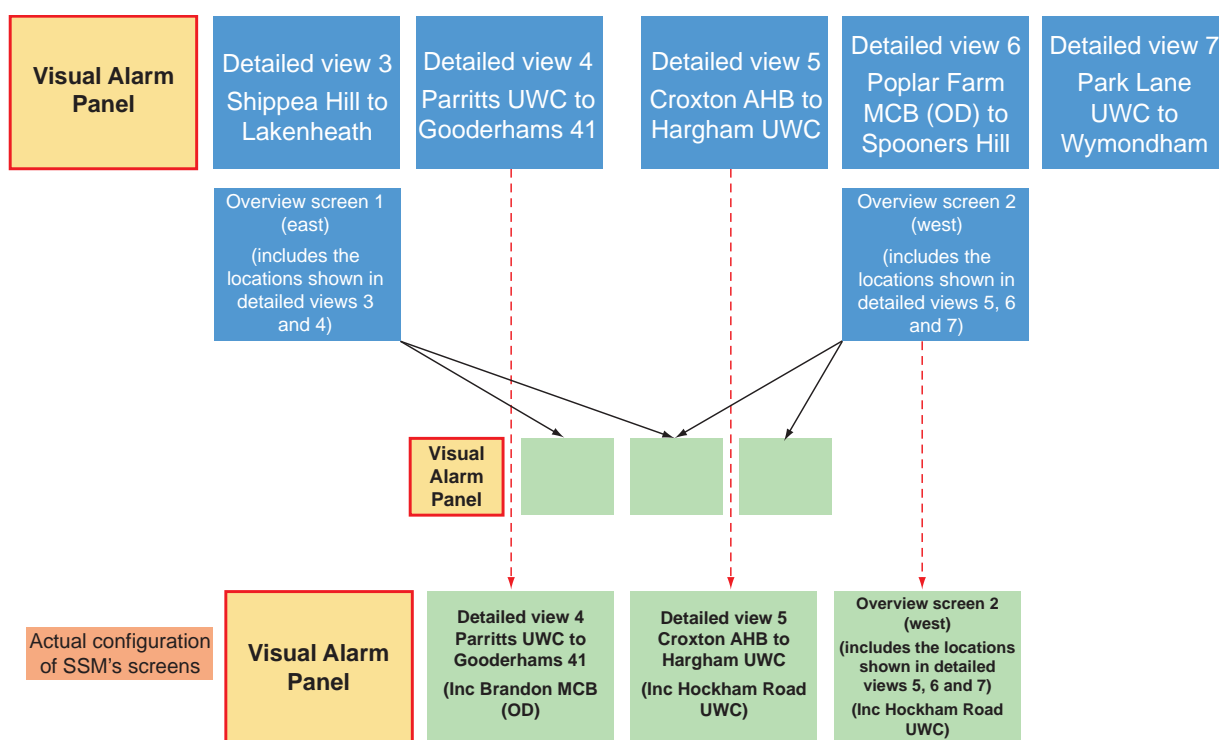 Visual Alarm
Panel
Detailed view 3
Shippea Hill to
Lakenheath
Detailed view 4
Parritts UWC to
Gooderhams 41
Detailed view 5
Croxton AHB to
Hargham UWC
Detailed view 6
Poplar Farm
MCB (OD) to
Spooners Hill
Detailed view 7
Park Lane
UWC to
Wymondham
Overview screen 1
(east)
(includes the
locations shown in
detailed views 3
and 4)
Overview screen 2
(west)
(includes the
locations shown in
detailed views 5, 6
and 7)
Visual
Alarm
Panel
Actual configuration
of SSM's screens
Visual Alarm
Panel
Detailed view 4
Parritts UWC to
Gooderhams 41
(Inc Brandon MCB
(OD)
Detailed view 5
Croxton AHB to
Hargham UWC
(Inc Hockham Road
UWC)
Overview screen 2
(west)
(includes the locations
shown in detailed
views 5, 6 and 7)
(Inc Hockham Road
UWC)